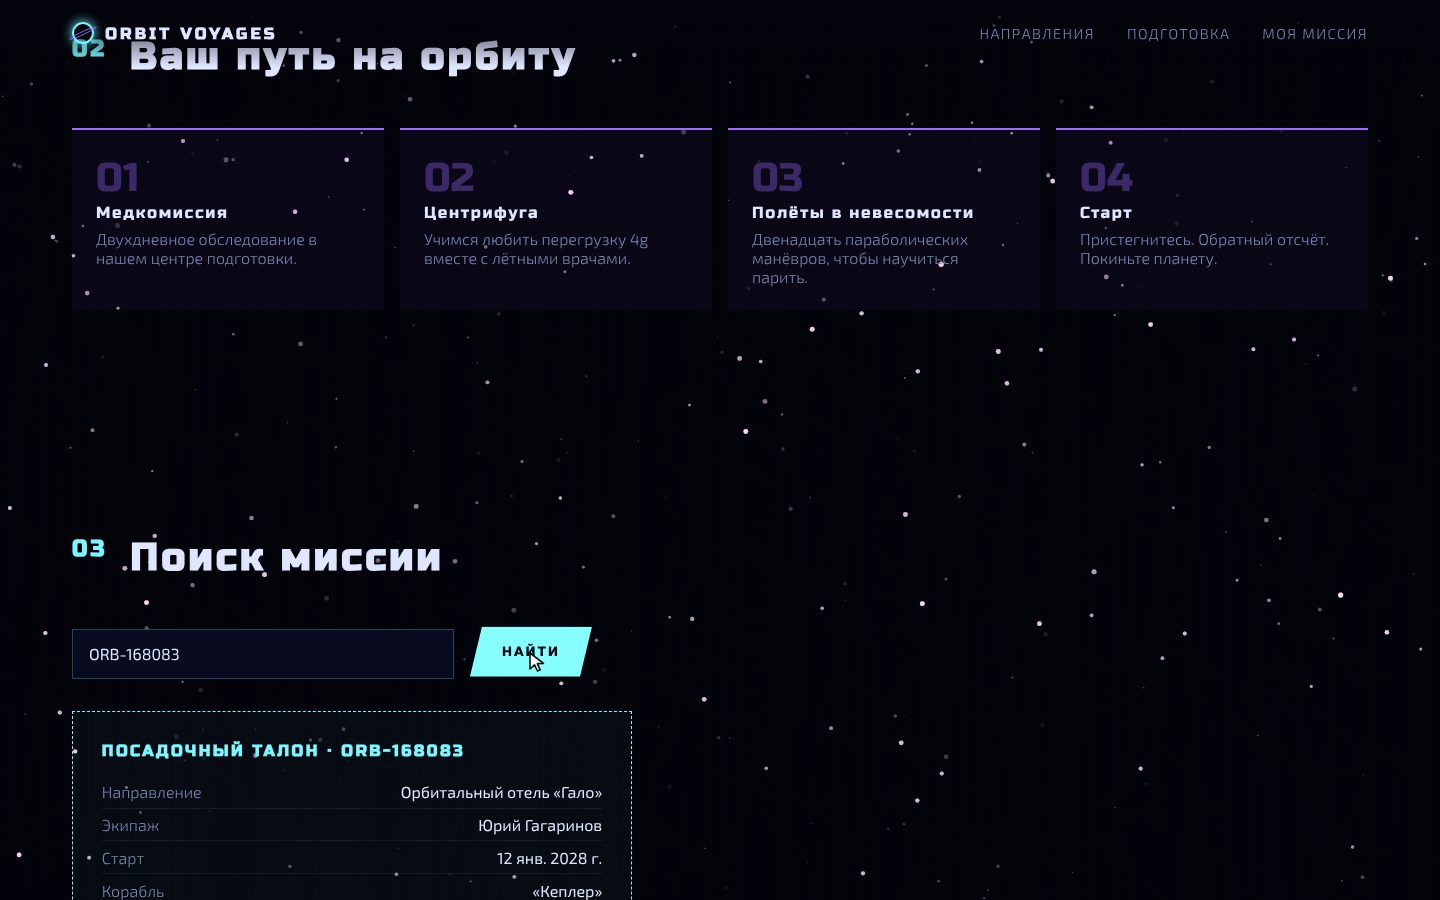 ORBIT VOYAGES
НАПРАВЛЕНИЯ
ПОДГОТОВКА
МОЯ МИССИЯ
02
Ваш путь на орбиту
01
Медкомиссия
Двухдневное обследование в
нашем центре подготовки.
02
Центрифуга
Учимся любить перегрузку 4g
вместе с лётными врачами.
03
Полёты в невесомости
Двенадцать параболических
манёвров, чтобы научиться
парить.
04
Старт
Пристегнитесь. Обратный отсчёт.
Покиньте планету.
03
Поиск миссии
ORB-168083
НАЙТИ
ПОСАДОЧНЫЙ ТАЛОН · ORB-168083
Направление
Орбитальный отель «Гало»
Экипаж
Юрий Гагаринов
Старт
12 янв. 2028 г.
Корабль
«Кеплер»